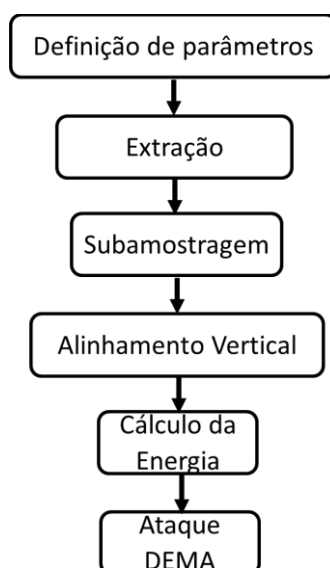 Definição de parâmetros
Extração
Subamostragem
Alinhamento Vertical
Cálculo da
Energia
Ataque
DEMA